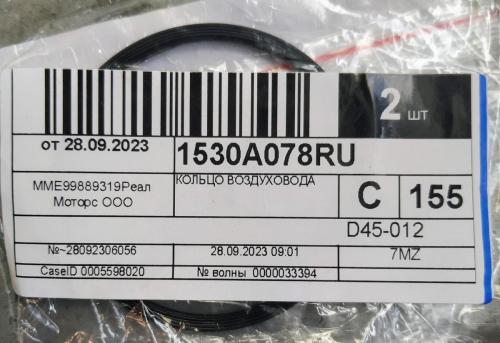 2 шт
от 28.09.2023
1530A078RU
КОЛЬЦО ВОЗДУХОВОДА
ММЕ99889319Реал
Моторс ООО
C 155
D45-012
№~28092306056
28.09.2023 09:01
7MZ
CaseID 0005598020
№ волны 0000033394